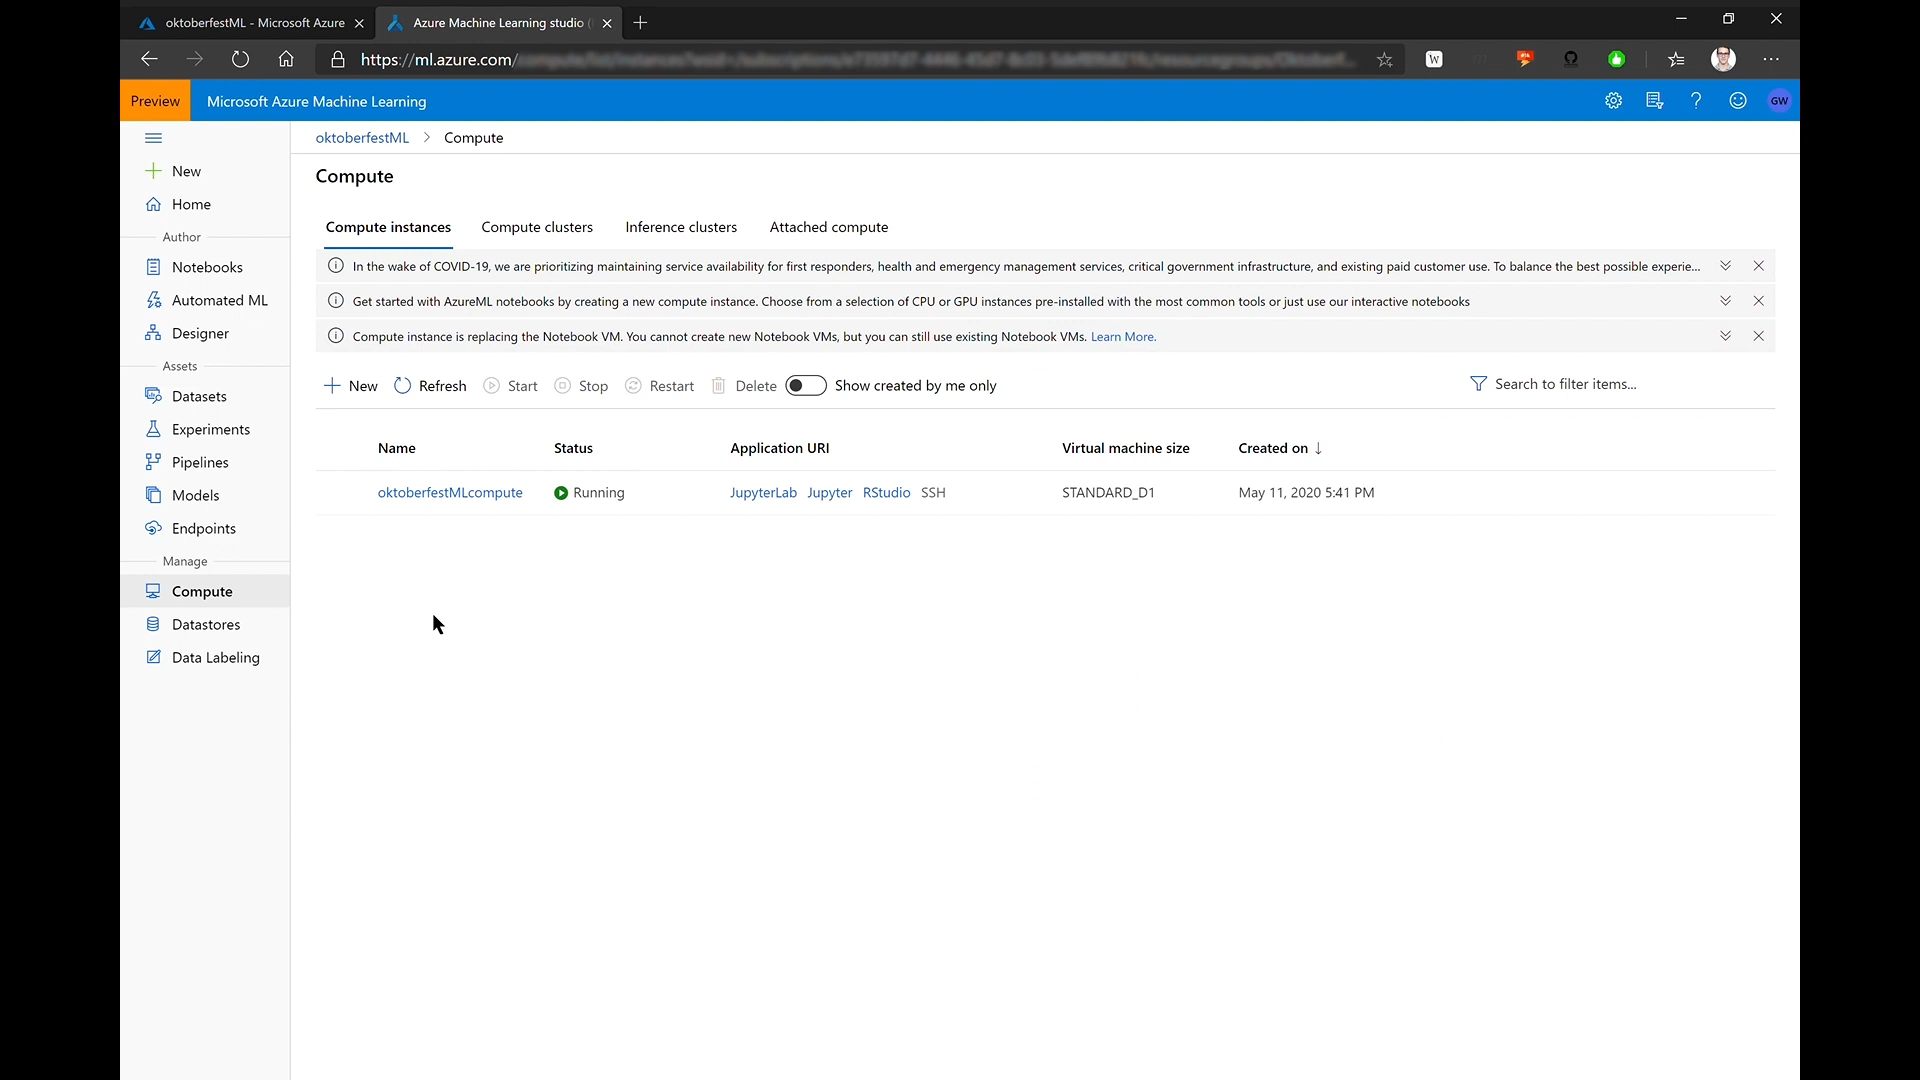 oktoberfestML - Microsoft Azure
Azure Machine Learning studio (
https://ml.azure.com/
Preview
Microsoft Azure Machine Learning
GW
oktoberfestML > Compute
New
Home
Author
Notebooks
Automated ML
Designer
Assets
Datasets
Experiments
Pipelines
Models
Endpoints
Manage
Compute
Datastores
Data Labeling
Compute
Compute instances Compute clusters Inference clusters Attached compute
In the wake of COVID-19, we are prioritizing maintaining service availability for first responders, health and emergency management services, critical government infrastructure, and existing paid customer use. To balance the best possible experie...
Get started with AzureML notebooks by creating a new compute instance. Choose from a selection of CPU or GPU instances pre-installed with the most common tools or just use our interactive notebooks
Compute instance is replacing the Notebook VM. You cannot create new Notebook VMs, but you can still use existing Notebook VMs. Learn More.
New Refresh Start Stop Restart Delete Show created by me only Search to filter items...
Name Status Application URI Virtual machine size Created on ↓
oktoberfestMLcompute Running JupyterLab Jupyter RStudio SSH STANDARD_D1 May 11, 2020 5:41 PM